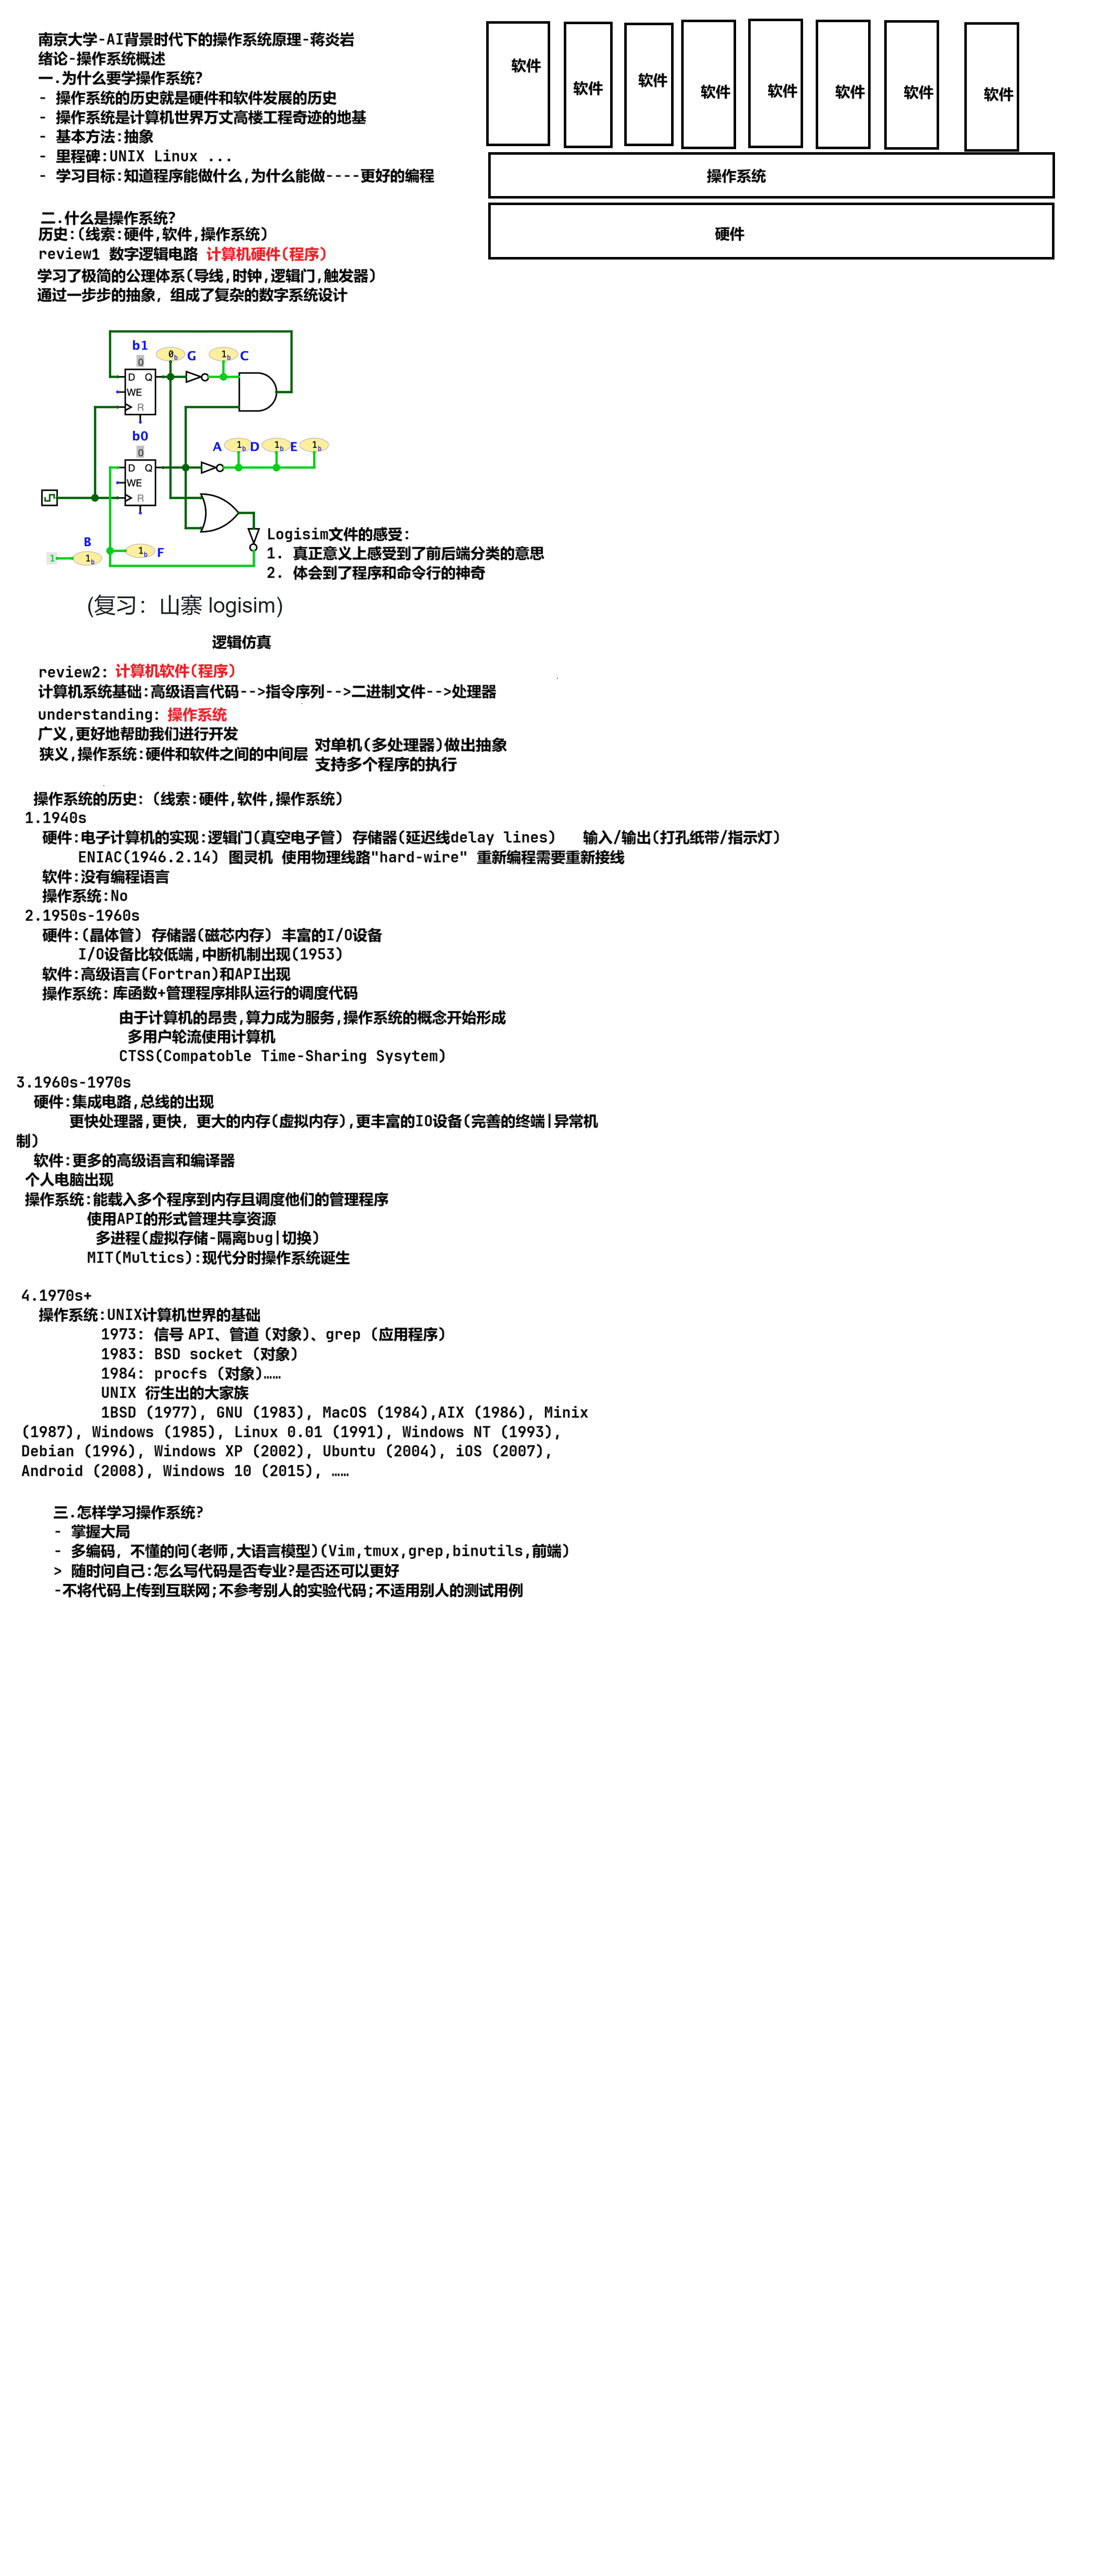 南京大学-AI背景时代下的操作系统原理-蒋炎岩
绪论-操作系统概述
一.为什么要学操作系统?
- 操作系统的历史就是硬件和软件发展的历史
- 操作系统是计算机世界万丈高楼工程奇迹的地基
- 基本方法:抽象
- 里程碑:UNIX Linux ...
- 学习目标:知道程序能做什么,为什么能做----更好的编程
软件 软件 软件 软件 软件 软件 软件 软件
操作系统
硬件
二.什么是操作系统?
历史:(线索:硬件,软件,操作系统)
review1 数字逻辑电路 计算机硬件(程序)
学习了极简的公理体系(导线,时钟,逻辑门,触发器)
通过一步步的抽象, 组成了复杂的数字系统设计
b1 0 0b G 1b C
D Q
WE
R
b0 0 A 1b D 1b E 1b
D Q
WE
R
B
1 1b 1b F
Logisim文件的感受:
1. 真正意义上感受到了前后端分类的意思
2. 体会到了程序和命令行的神奇
(复习：山寨 logisim)
逻辑仿真
review2: 计算机软件(程序)
计算机系统基础:高级语言代码-->指令序列-->二进制文件-->处理器
understanding: 操作系统
广义,更好地帮助我们进行开发
狭义,操作系统:硬件和软件之间的中间层
对单机(多处理器)做出抽象
支持多个程序的执行
操作系统的历史: (线索:硬件,软件,操作系统)
1.1940s
硬件:电子计算机的实现:逻辑门(真空电子管) 存储器(延迟线delay lines) 输入/输出(打孔纸带/指示灯)
ENIAC(1946.2.14) 图灵机 使用物理线路"hard-wire" 重新编程需要重新接线
软件:没有编程语言
操作系统:No
2.1950s-1960s
硬件:(晶体管) 存储器(磁芯内存) 丰富的I/O设备
I/O设备比较低端,中断机制出现(1953)
软件:高级语言(Fortran)和API出现
操作系统: 库函数+管理程序排队运行的调度代码
由于计算机的昂贵,算力成为服务,操作系统的概念开始形成
多用户轮流使用计算机
CTSS(Compatoble Time-Sharing Sysytem)
3.1960s-1970s
硬件:集成电路,总线的出现
更快处理器,更快, 更大的内存(虚拟内存),更丰富的IO设备(完善的终端|异常机
制)
软件:更多的高级语言和编译器
个人电脑出现
操作系统:能载入多个程序到内存且调度他们的管理程序
使用API的形式管理共享资源
多进程(虚拟存储-隔离bug|切换)
MIT(Multics):现代分时操作系统诞生
4.1970s+
操作系统:UNIX计算机世界的基础
1973: 信号 API、管道 (对象)、grep (应用程序)
1983: BSD socket (对象)
1984: procfs (对象)……
UNIX 衍生出的大家族
1BSD (1977), GNU (1983), MacOS (1984),AIX (1986), Minix
(1987), Windows (1985), Linux 0.01 (1991), Windows NT (1993),
Debian (1996), Windows XP (2002), Ubuntu (2004), iOS (2007),
Android (2008), Windows 10 (2015), ……
三.怎样学习操作系统?
- 掌握大局
- 多编码, 不懂的问(老师,大语言模型)(Vim,tmux,grep,binutils,前端)
> 随时问自己:怎么写代码是否专业?是否还可以更好
-不将代码上传到互联网;不参考别人的实验代码;不适用别人的测试用例